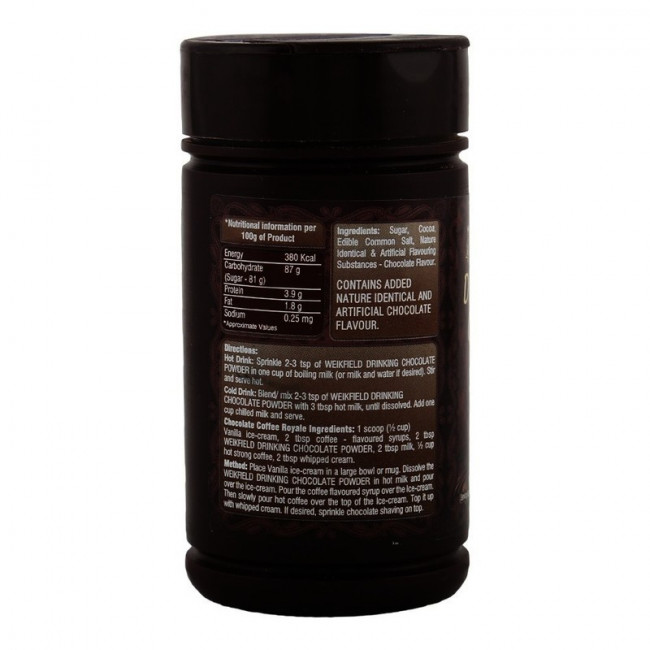 *Nutritional information per
100g of Product
Energy 380 Kcal
Carbohydrate 87 g
(Sugar - 81 g)
Protein 3.9 g
Fat 1.8 g
Sodium 0.25 mg
*Approximate Values
Ingredients: Sugar, Cocoa,
Edible Common Salt, Nature
Identical & Artificial Flavouring
Substances - Chocolate Flavour.
CONTAINS ADDED
NATURE IDENTICAL AND
ARTIFICIAL CHOCOLATE
FLAVOUR.
Directions:
Hot Drink: Sprinkle 2-3 tsp of WEIKFIELD DRINKING CHOCOLATE
POWDER in one cup of boiling milk (or milk and water if desired). Stir
and serve hot.
Cold Drink: Blend/ mix 2-3 tsp of WEIKFIELD DRINKING
CHOCOLATE POWDER with 3 tbsp hot milk, until dissolved. Add one
cup chilled milk and serve.
Chocolate Coffee Royale Ingredients: 1 scoop (½ cup)
Vanilla ice-cream, 2 tbsp coffee - flavoured syrups, 2 tbsp
WEIKFIELD DRINKING CHOCOLATE POWDER, 2 tbsp milk, ½ cup
hot strong coffee, 2 tbsp whipped cream.
Method: Place Vanilla ice-cream in a large bowl or mug. Dissolve the
WEIKFIELD DRINKING CHOCOLATE POWDER in hot milk and pour
over the ice-cream. Pour the coffee flavoured syrup over the Ice-cream.
Then slowly pour hot coffee over the top of the Ice-cream. Top it up
with whipped cream. If desired, sprinkle chocolate shaving on top.